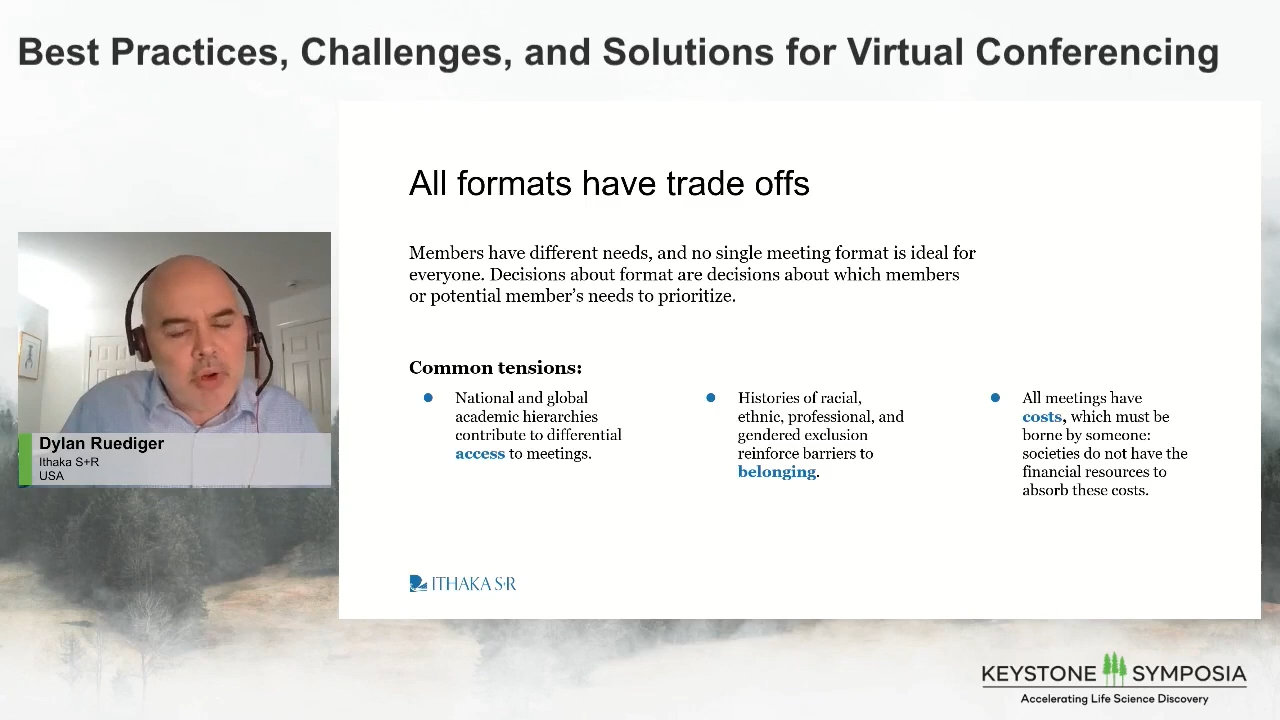 Best Practices, Challenges, and Solutions for Virtual Conferencing
All formats have trade offs
Members have different needs, and no single meeting format is ideal for
everyone. Decisions about format are decisions about which members
or potential member's needs to prioritize.
Common tensions:
National and global
academic hierarchies
contribute to differential
access to meetings.
Histories of racial,
ethnic, professional, and
gendered exclusion
reinforce barriers to
belonging.
All meetings have
costs, which must be
borne by someone:
societies do not have the
financial resources to
absorb these costs.
ITHAKA S+R
Dylan Ruediger
Ithaka S+R
USA
KEYSTONE SYMPOSIA
Accelerating Life Science Discovery